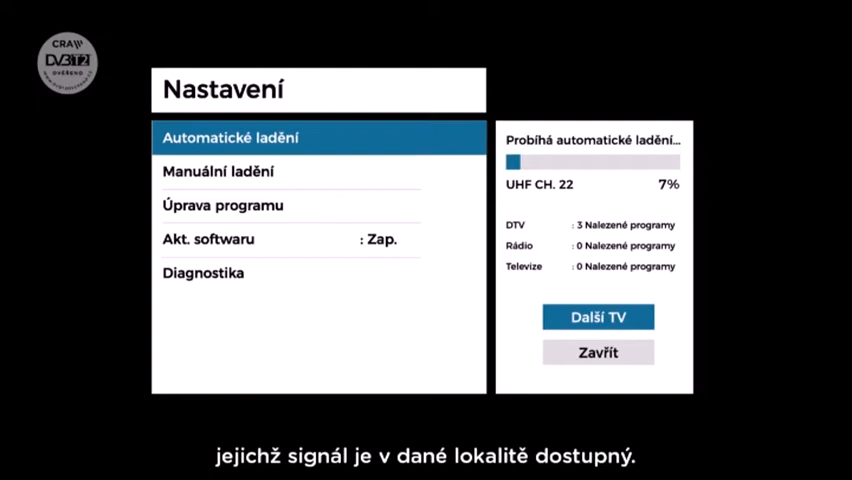 CRA
DVB T2
OVĚŘENO
Nastavení
Automatické ladění
Manuální ladění
Úprava programu
Akt. softwaru : Zap.
Diagnostika
Probíhá automatické ladění...
UHF CH. 22 7%
DTV : 3 Nalezené programy
Rádio : 0 Nalezené programy
Televize : 0 Nalezené programy
Další TV
Zavřít
jejichž signál je v dané lokalitě dostupný.